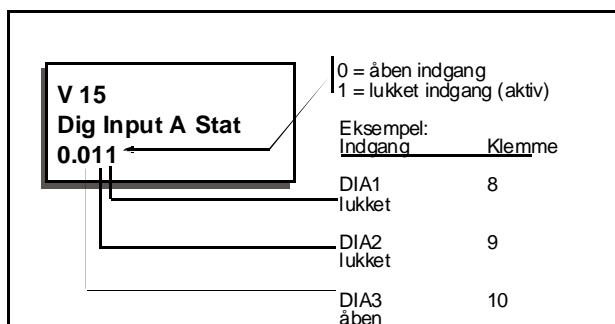 V 15
Dig Input A Stat
0.011
0 = åben indgang
1 = lukket indgang (aktiv)
Eksempel:
Indgang Klemme
DIA1 8
lukket
DIA2 9
lukket
DIA3 10
åben